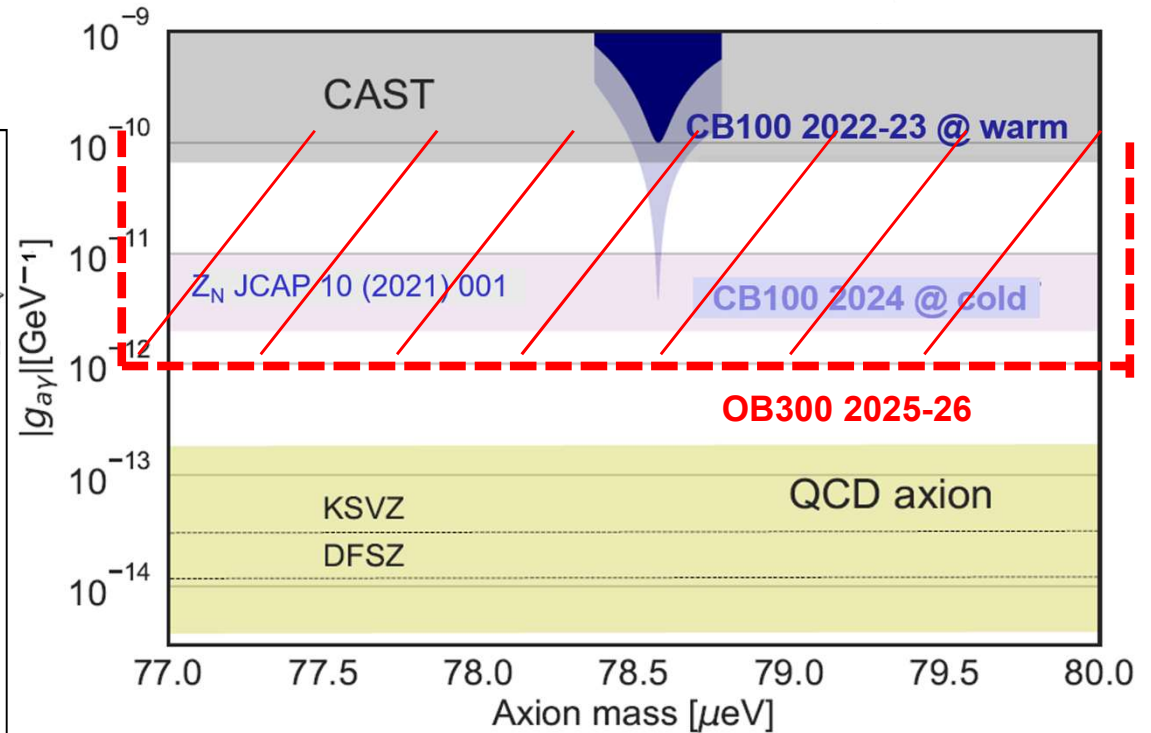 10⁻⁹
CAST
CB100 2022-23 @ warm
10⁻¹⁰
10⁻¹¹
Z_N JCAP 10 (2021) 001
CB100 2024 @ cold
10⁻¹²
|g_aγ|[GeV⁻¹]
OB300 2025-26
10⁻¹³
QCD axion
KSVZ
DFSZ
10⁻¹⁴
77.0 77.5 78.0 78.5 79.0 79.5 80.0
Axion mass [μeV]